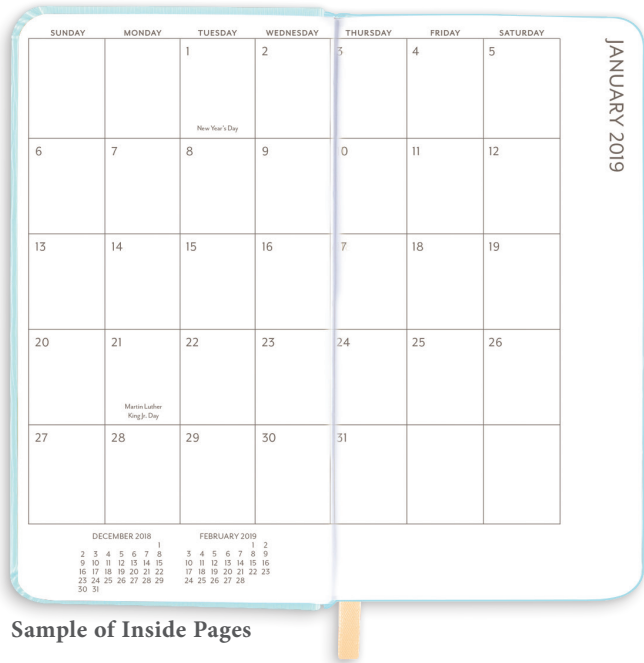 SUNDAY MONDAY TUESDAY WEDNESDAY THURSDAY FRIDAY SATURDAY
JANUARY 2019
1 2 3 4 5
New Year's Day
6 7 8 9 0 11 12
13 14 15 16 7 18 19
20 21 22 23 24 25 26
Martin Luther
King Jr. Day
27 28 29 30 31
DECEMBER 2018
1
2 3 4 5 6 7 8
9 10 11 12 13 14 15
16 17 18 19 20 21 22
23 24 25 26 27 28 29
30 31
FEBRUARY 2019
1 2
3 4 5 6 7 8 9
10 11 12 13 14 15 16
17 18 19 20 21 22 23
24 25 26 27 28
Sample of Inside Pages